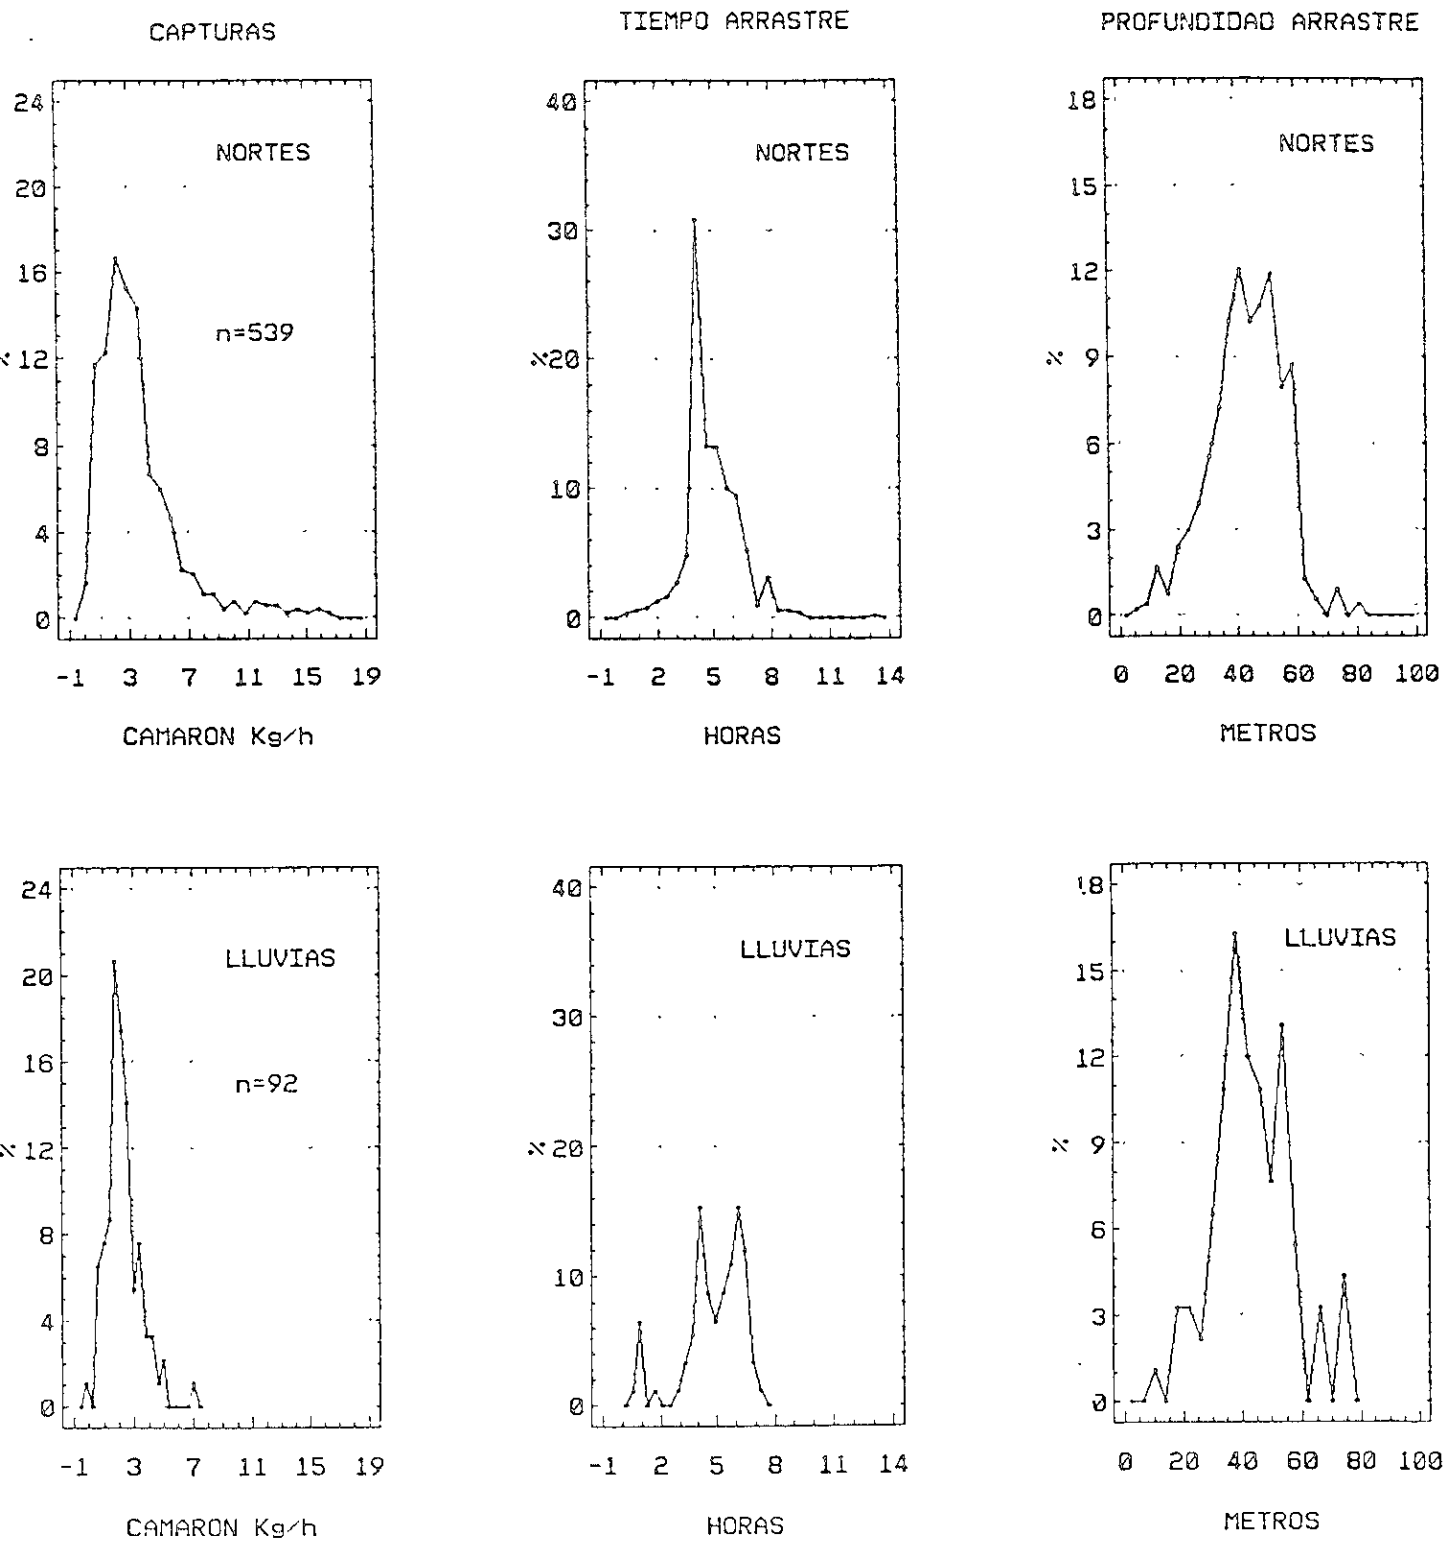 CAPTURAS
TIEMPO ARRASTRE
PROFUNDIDAD ARRASTRE
24
20
16
% 12
8
4
0
NORTES
n=539
-1 3 7 11 15 19
CAMARON Kg/h
40
30
%20
10
0
NORTES
-1 2 5 8 11 14
HORAS
18
15
12
% 9
6
3
0
NORTES
0 20 40 60 80 100
METROS
24
20
16
% 12
8
4
0
LLUVIAS
n=92
-1 3 7 11 15 19
CAMARON Kg/h
40
30
% 20
10
0
LLUVIAS
-1 2 5 8 11 14
HORAS
18
15
12
% 9
6
3
0
LLUVIAS
0 20 40 60 80 100
METROS